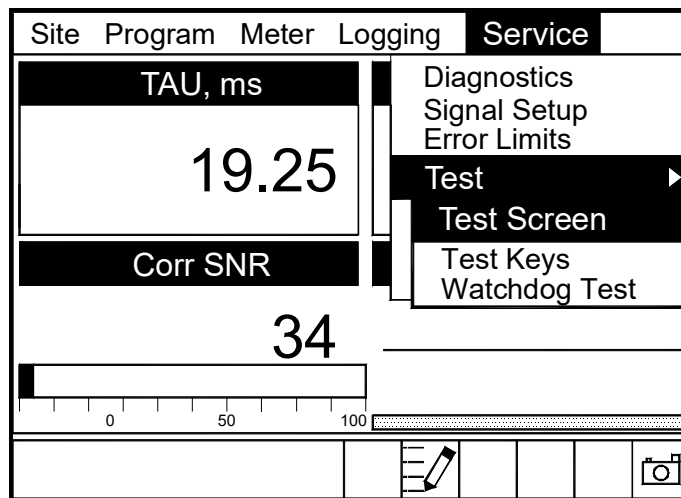 Site Program Meter Logging Service
TAU, ms
19.25
Diagnostics
Signal Setup
Error Limits
Test
Test Screen
Test Keys
Watchdog Test
Corr SNR
34
0 50 100